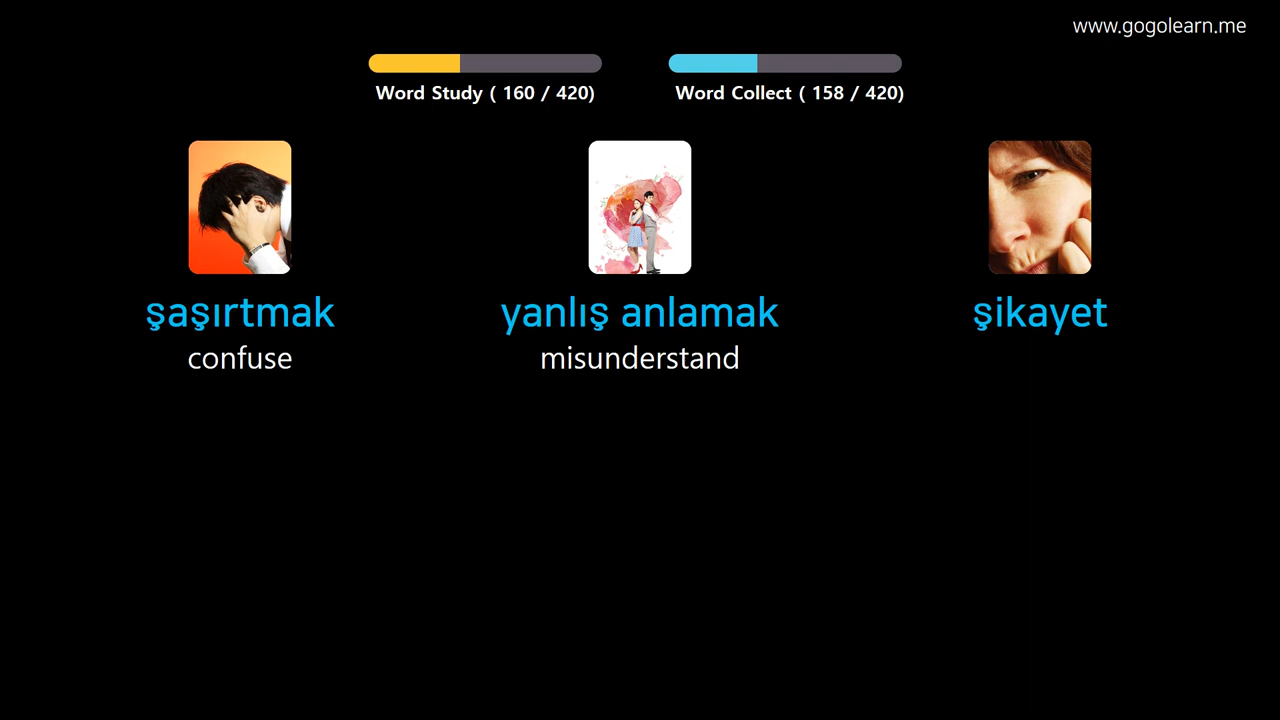 www.gogolearn.me
Word Study ( 160 / 420)
Word Collect ( 158 / 420)
şaşırtmak
confuse
yanlış anlamak
misunderstand
şikayet